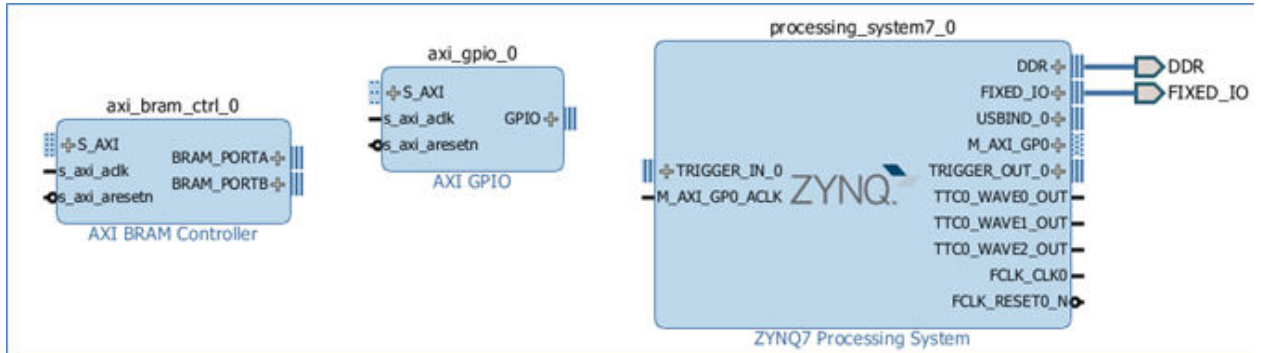 axi_bram_ctrl_0
S_AXI
s_axi_aclk
s_axi_aresetn
BRAM_PORTA
BRAM_PORTB
AXI BRAM Controller
axi_gpio_0
S_AXI
s_axi_aclk
s_axi_aresetn
GPIO
AXI GPIO
processing_system7_0
TRIGGER_IN_0
M_AXI_GP0_ACLK
ZYNQ
DDR
FIXED_IO
USBIND_0
M_AXI_GP0
TRIGGER_OUT_0
TTC0_WAVE0_OUT
TTC0_WAVE1_OUT
TTC0_WAVE2_OUT
FCLK_CLK0
FCLK_RESET0_N
ZYNQ7 Processing System
DDR
FIXED_IO